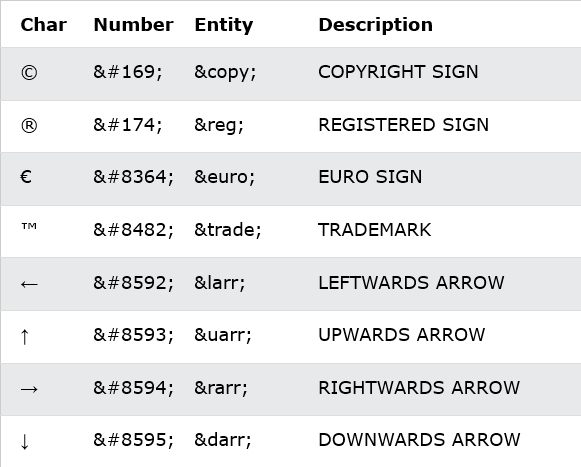 Char Number Entity Description
© &#169; &copy; COPYRIGHT SIGN
® &#174; &reg; REGISTERED SIGN
€ &#8364; &euro; EURO SIGN
™ &#8482; &trade; TRADEMARK
← &#8592; &larr; LEFTWARDS ARROW
↑ &#8593; &uarr; UPWARDS ARROW
→ &#8594; &rarr; RIGHTWARDS ARROW
↓ &#8595; &darr; DOWNWARDS ARROW